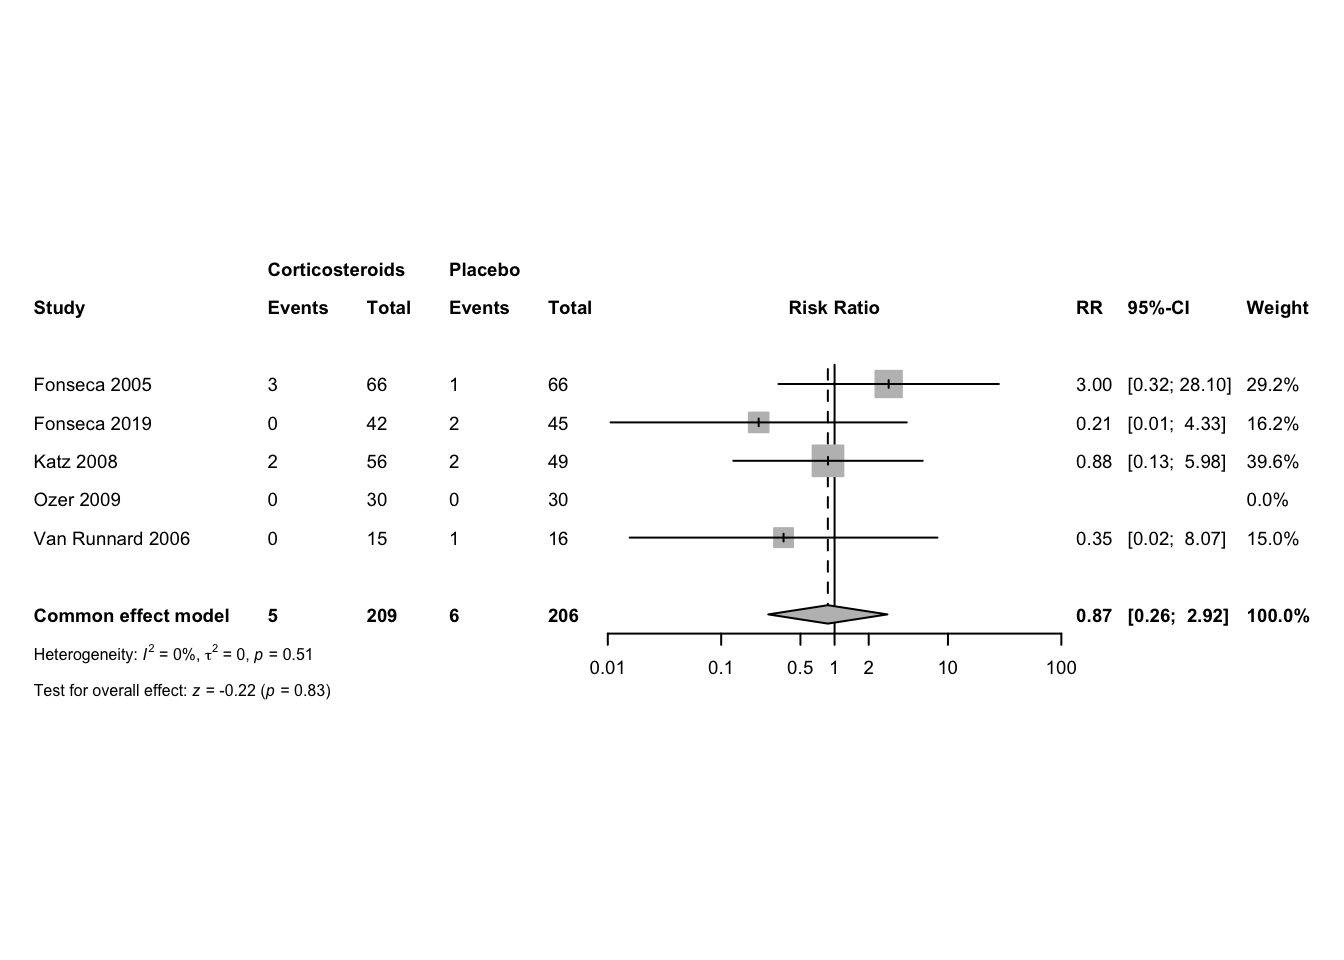 Corticosteroids Placebo
Study Events Total Events Total Risk Ratio RR 95%-CI Weight
Fonseca 2005 3 66 1 66 3.00 [0.32; 28.10] 29.2%
Fonseca 2019 0 42 2 45 0.21 [0.01; 4.33] 16.2%
Katz 2008 2 56 2 49 0.88 [0.13; 5.98] 39.6%
Ozer 2009 0 30 0 30 0.0%
Van Runnard 2006 0 15 1 16 0.35 [0.02; 8.07] 15.0%
Common effect model 5 209 6 206 0.87 [0.26; 2.92] 100.0%
Heterogeneity: I² = 0%, τ² = 0, p = 0.51
0.01 0.1 0.5 1 2 10 100
Test for overall effect: z = -0.22 (p = 0.83)